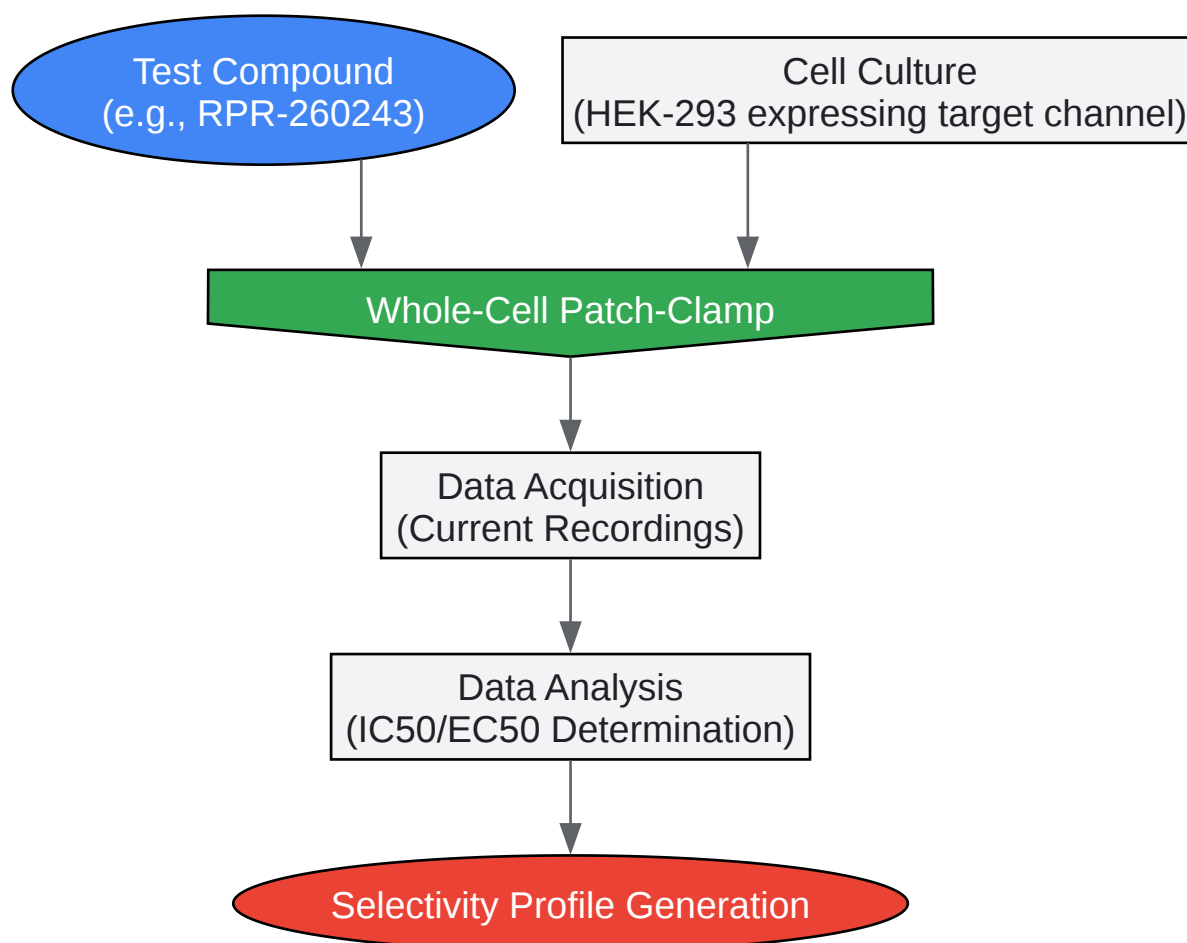 Test Compound
(e.g., RPR-260243)
Cell Culture
(HEK-293 expressing target channel)
Whole-Cell Patch-Clamp
Data Acquisition
(Current Recordings)
Data Analysis
(IC50/EC50 Determination)
Selectivity Profile Generation